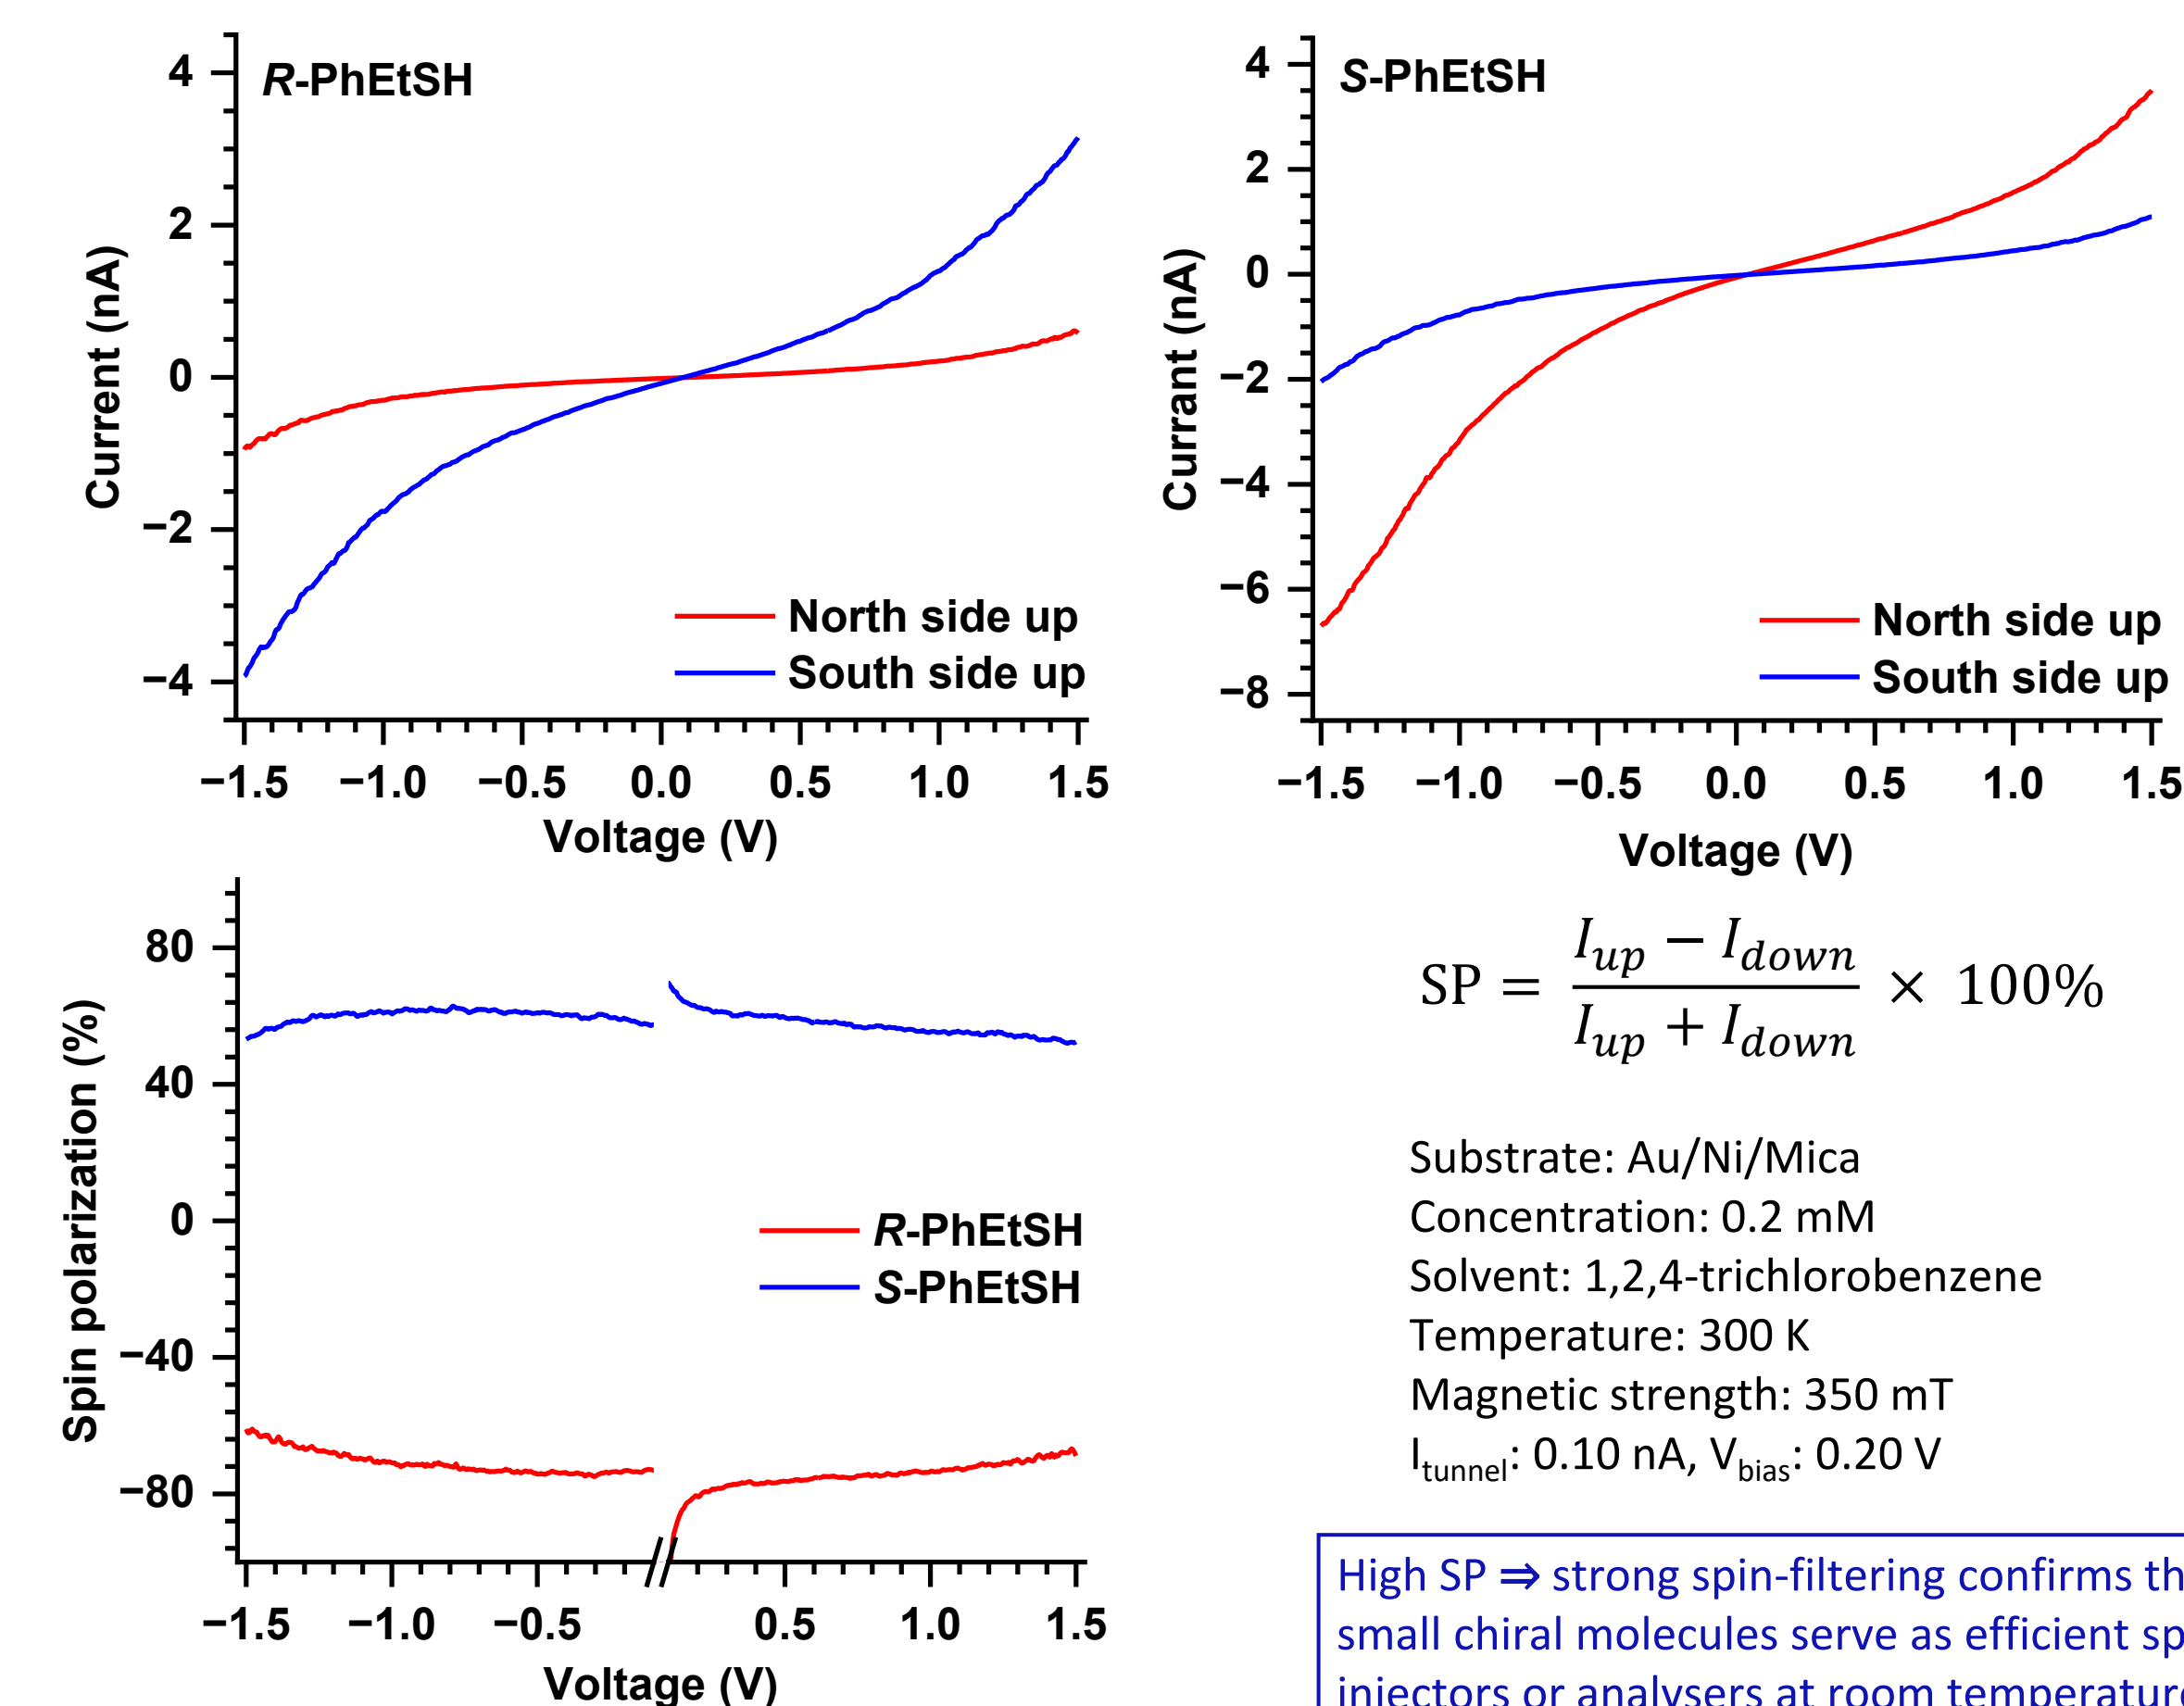 R-PhEtSH
4
2
0
−2
−4
Current (nA)
North side up
South side up
−1.5 −1.0 −0.5 0.0 0.5 1.0 1.5
Voltage (V)
S-PhEtSH
4
2
0
−2
−4
−6
−8
Currant (nA)
North side up
South side up
−1.5 −1.0 −0.5 0.0 0.5 1.0 1.5
Voltage (V)
80
40
0
−40
−80
Spin polarization (%)
R-PhEtSH
S-PhEtSH
−1.5 −1.0 −0.5 0.5 1.0 1.5
Voltage (V)
SP = (I_up − I_down) / (I_up + I_down) × 100%
Substrate: Au/Ni/Mica
Concentration: 0.2 mM
Solvent: 1,2,4-trichlorobenzene
Temperature: 300 K
Magnetic strength: 350 mT
I_tunnel: 0.10 nA, V_bias: 0.20 V
High SP ⇒ strong spin-filtering confirms
small chiral molecules serve as efficient
injectors or analysers at room temperature